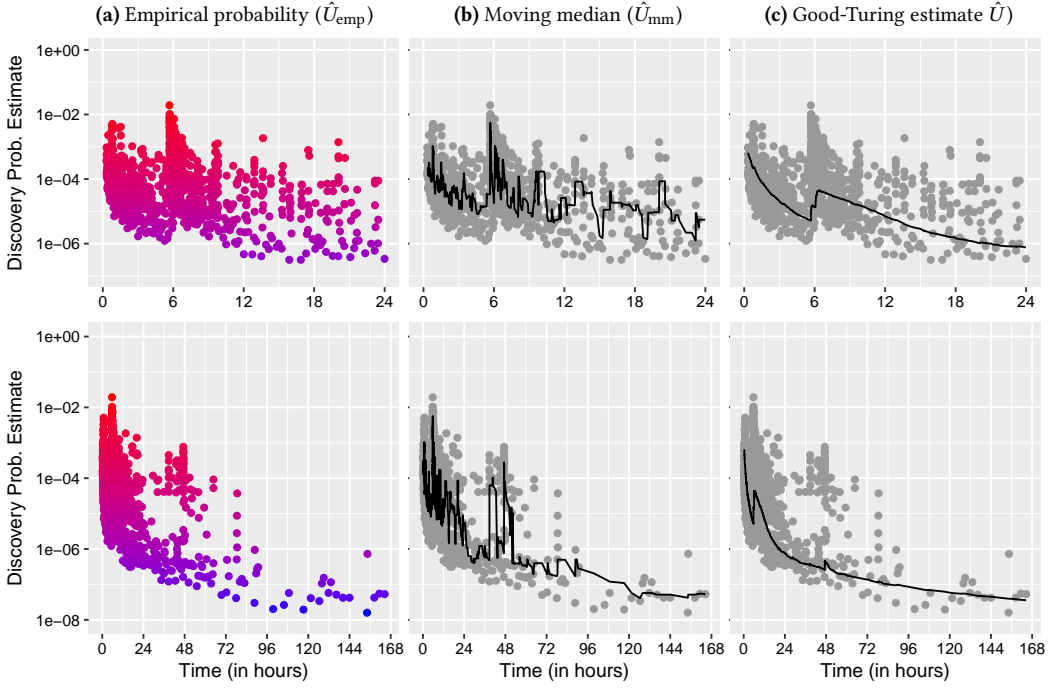 (a) Empirical probability (Û_emp) (b) Moving median (Û_mm) (c) Good-Turing estimate Û)
Discovery Prob. Estimate
1e+00
1e−02
1e−04
1e−06
0 6 12 18 24 0 6 12 18 24 0 6 12 18 24
Discovery Prob. Estimate
1e+00
1e−02
1e−04
1e−06
1e−08
0 24 48 72 96 120 144 168 0 24 48 72 96 120 144 168 0 24 48 72 96 120 144 168
Time (in hours) Time (in hours) Time (in hours)